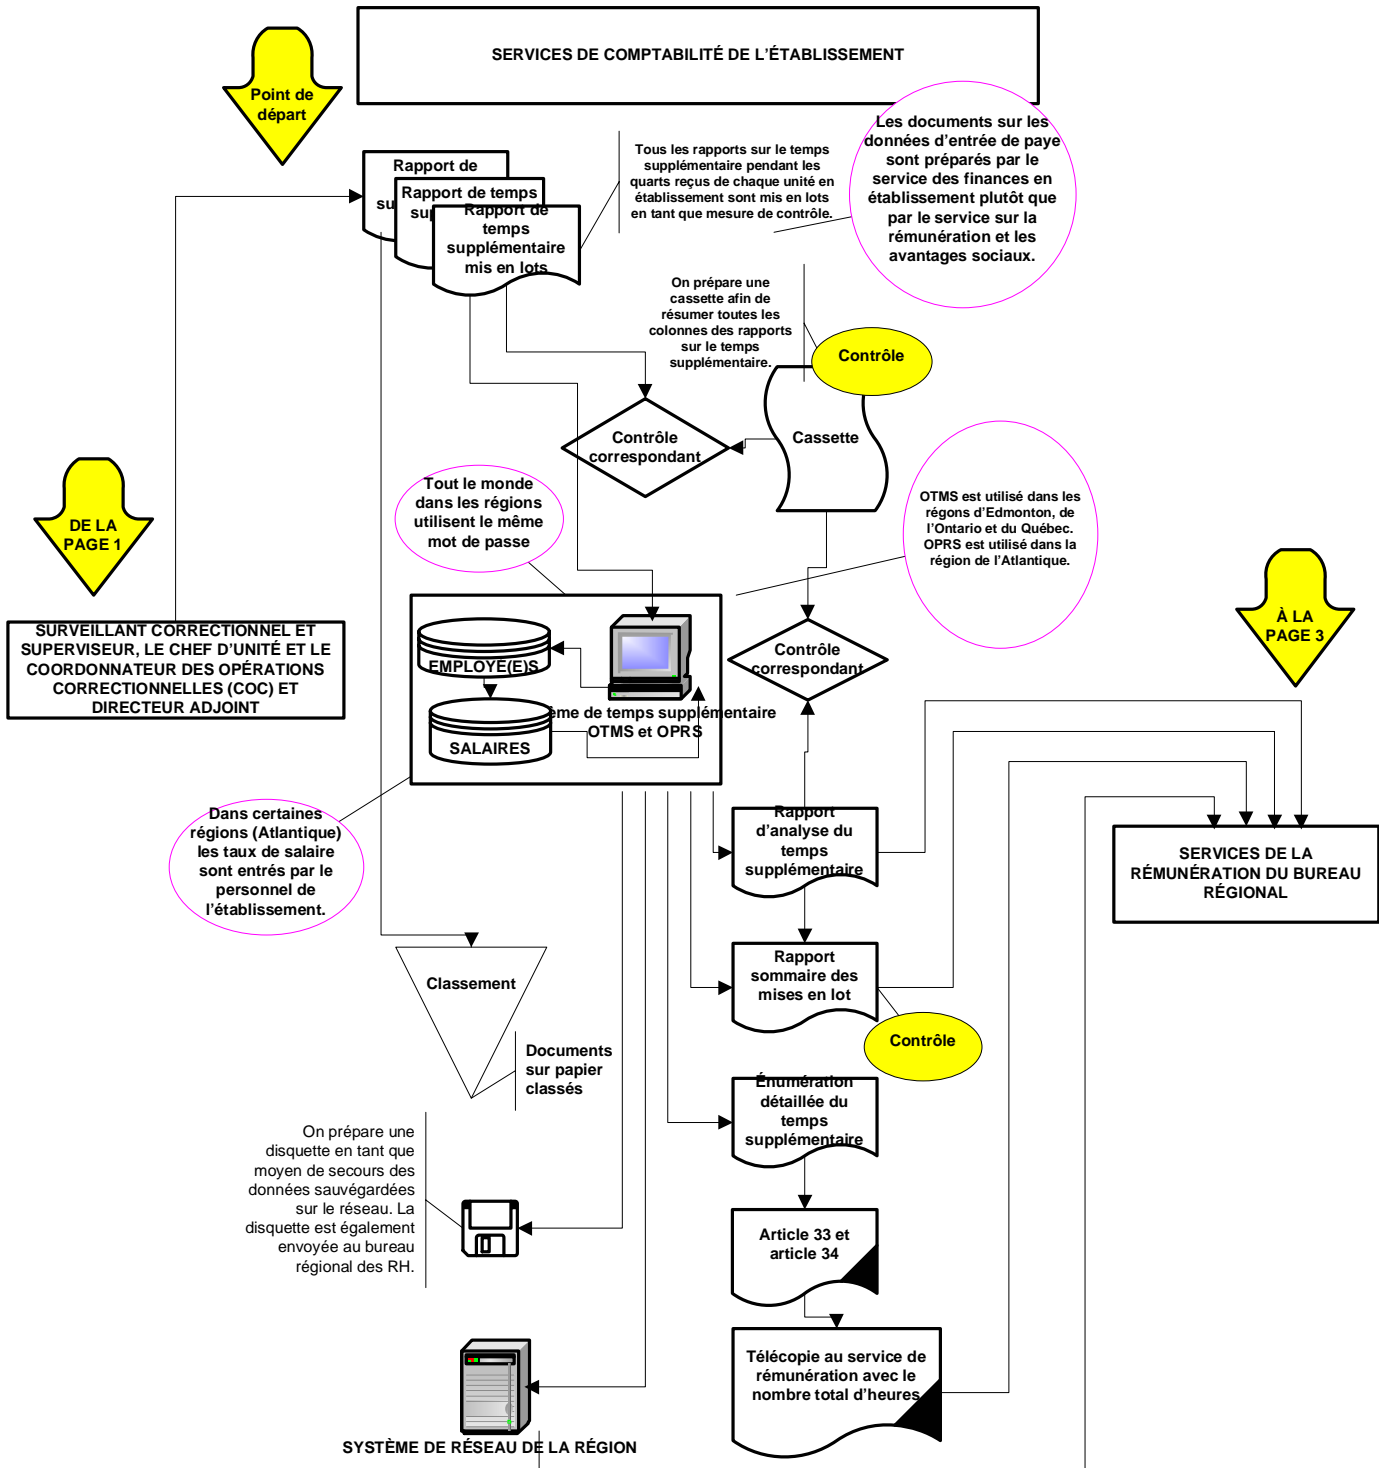 SERVICES DE COMPTABILITÉ DE L'ÉTABLISSEMENT
Point de
départ
Rapport de
su
Rapport de temps
sup
Rapport de
temps
supplémentaire
mis en lots
Tous les rapports sur le temps
supplémentaire pendant les
quarts reçus de chaque unité en
établissement sont mis en lots
en tant que mesure de contrôle.
Les documents sur les
données d'entrée de paye
sont préparés par le
service des finances en
établissement plutôt que
par le service sur la
rémunération et les
avantages sociaux.
On prépare une
cassette afin de
résumer toutes les
colonnes des rapports
sur le temps
supplémentaire.
Contrôle
Contrôle
correspondant
Cassette
Tout le monde
dans les régions
utilisent le même
mot de passe
OTMS est utilisé dans les
régons d'Edmonton, de
l'Ontario et du Québec.
OPRS est utilisé dans la
région de l'Atlantique.
DE LA
PAGE 1
À LA
PAGE 3
SURVEILLANT CORRECTIONNEL ET
SUPERVISEUR, LE CHEF D'UNITÉ ET LE
COORDONNATEUR DES OPÉRATIONS
CORRECTIONNELLES (COC) ET
DIRECTEUR ADJOINT
EMPLOYÉ(E)S
SALAIRES
ème de temps supplémentaire
OTMS et OPRS
Contrôle
correspondant
Dans certaines
régions (Atlantique)
les taux de salaire
sont entrés par le
personnel de
l'établissement.
Rapport
d'analyse du
temps
supplémentaire
SERVICES DE LA
RÉMUNÉRATION DU BUREAU
RÉGIONAL
Classement
Rapport
sommaire des
mises en lot
Contrôle
Documents
sur papier
classés
Énumération
détaillée du
temps
supplémentaire
On prépare une
disquette en tant que
moyen de secours des
données sauvégardées
sur le réseau. La
disquette est également
envoyée au bureau
régional des RH.
Article 33 et
article 34
Télécopie au service de
rémunération avec le
nombre total d'heures
SYSTÈME DE RÉSEAU DE LA RÉGION